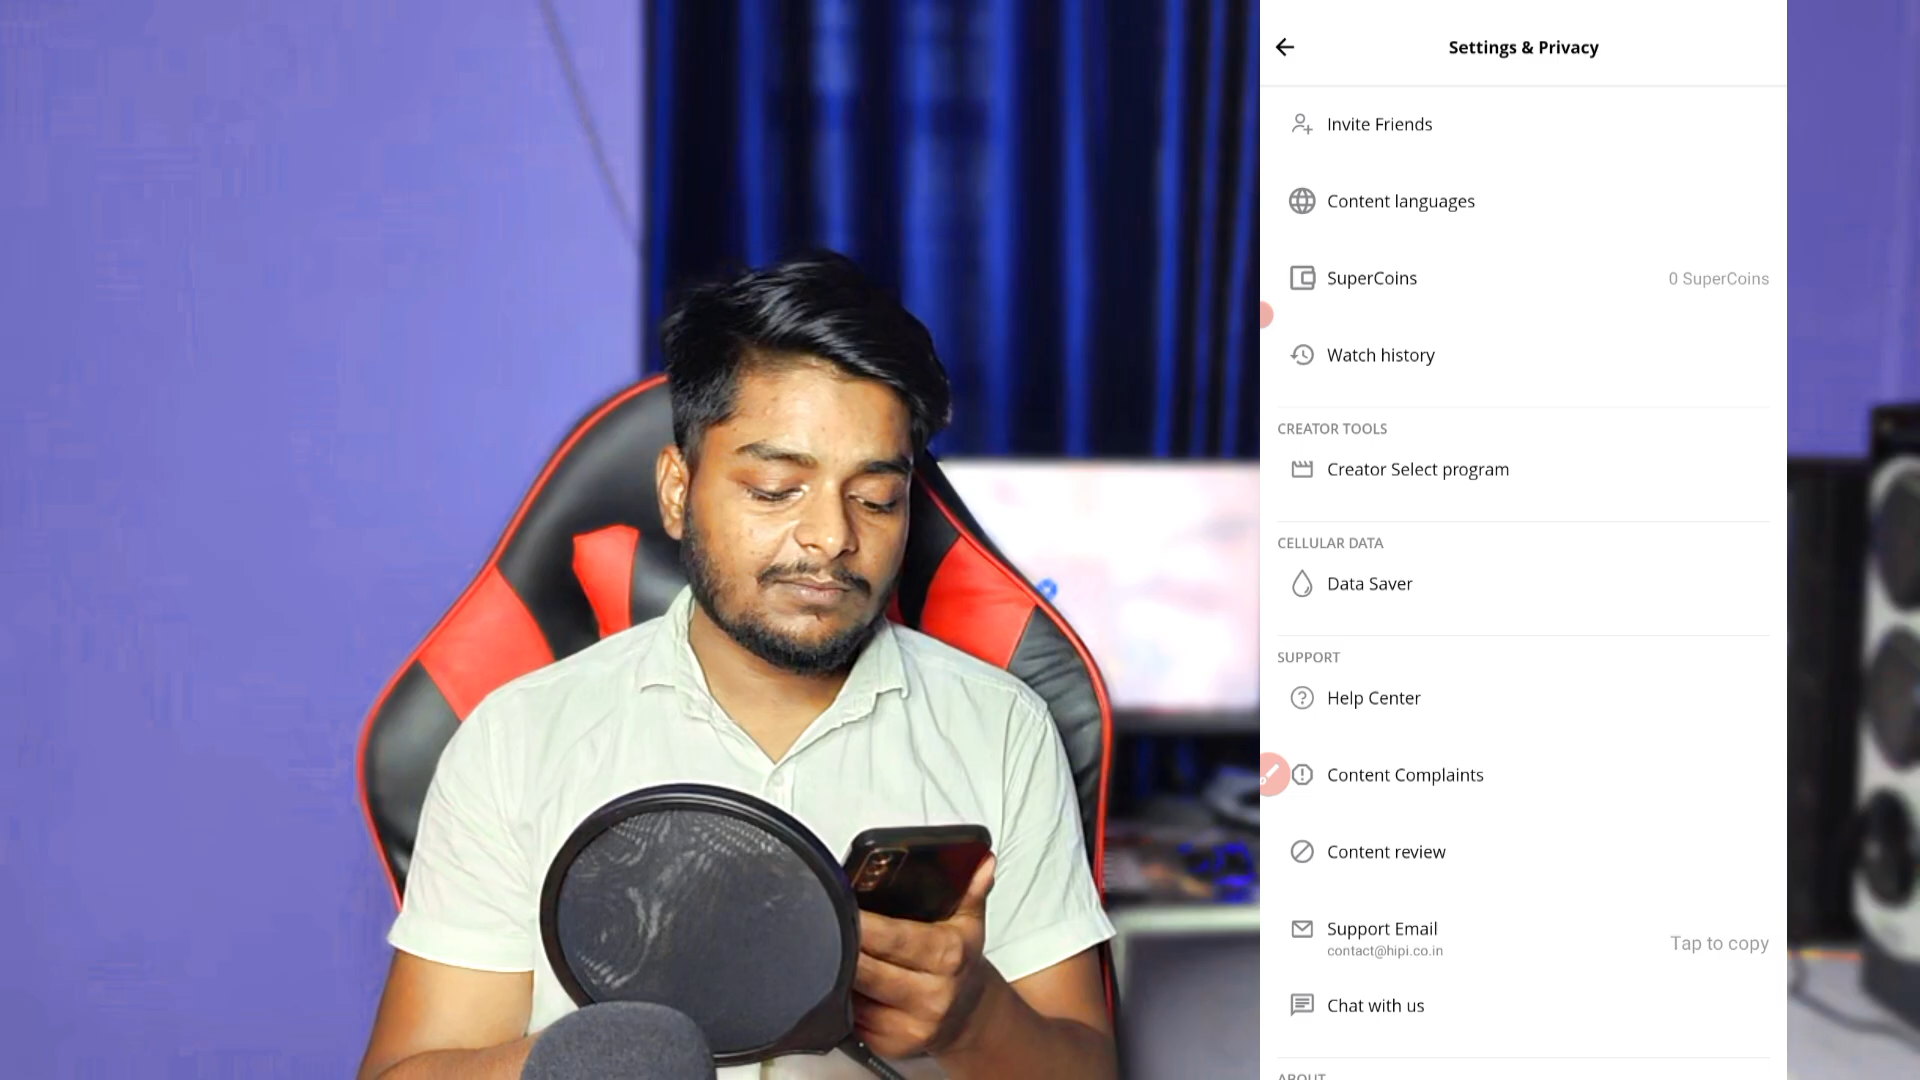 Settings & Privacy
Invite Friends
Content languages
SuperCoins 0 SuperCoins
Watch history
CREATOR TOOLS
Creator Select program
CELLULAR DATA
Data Saver
SUPPORT
Help Center
Content Complaints
Content review
Support Email
contact@hipi.co.in
Tap to copy
Chat with us
ABOUT